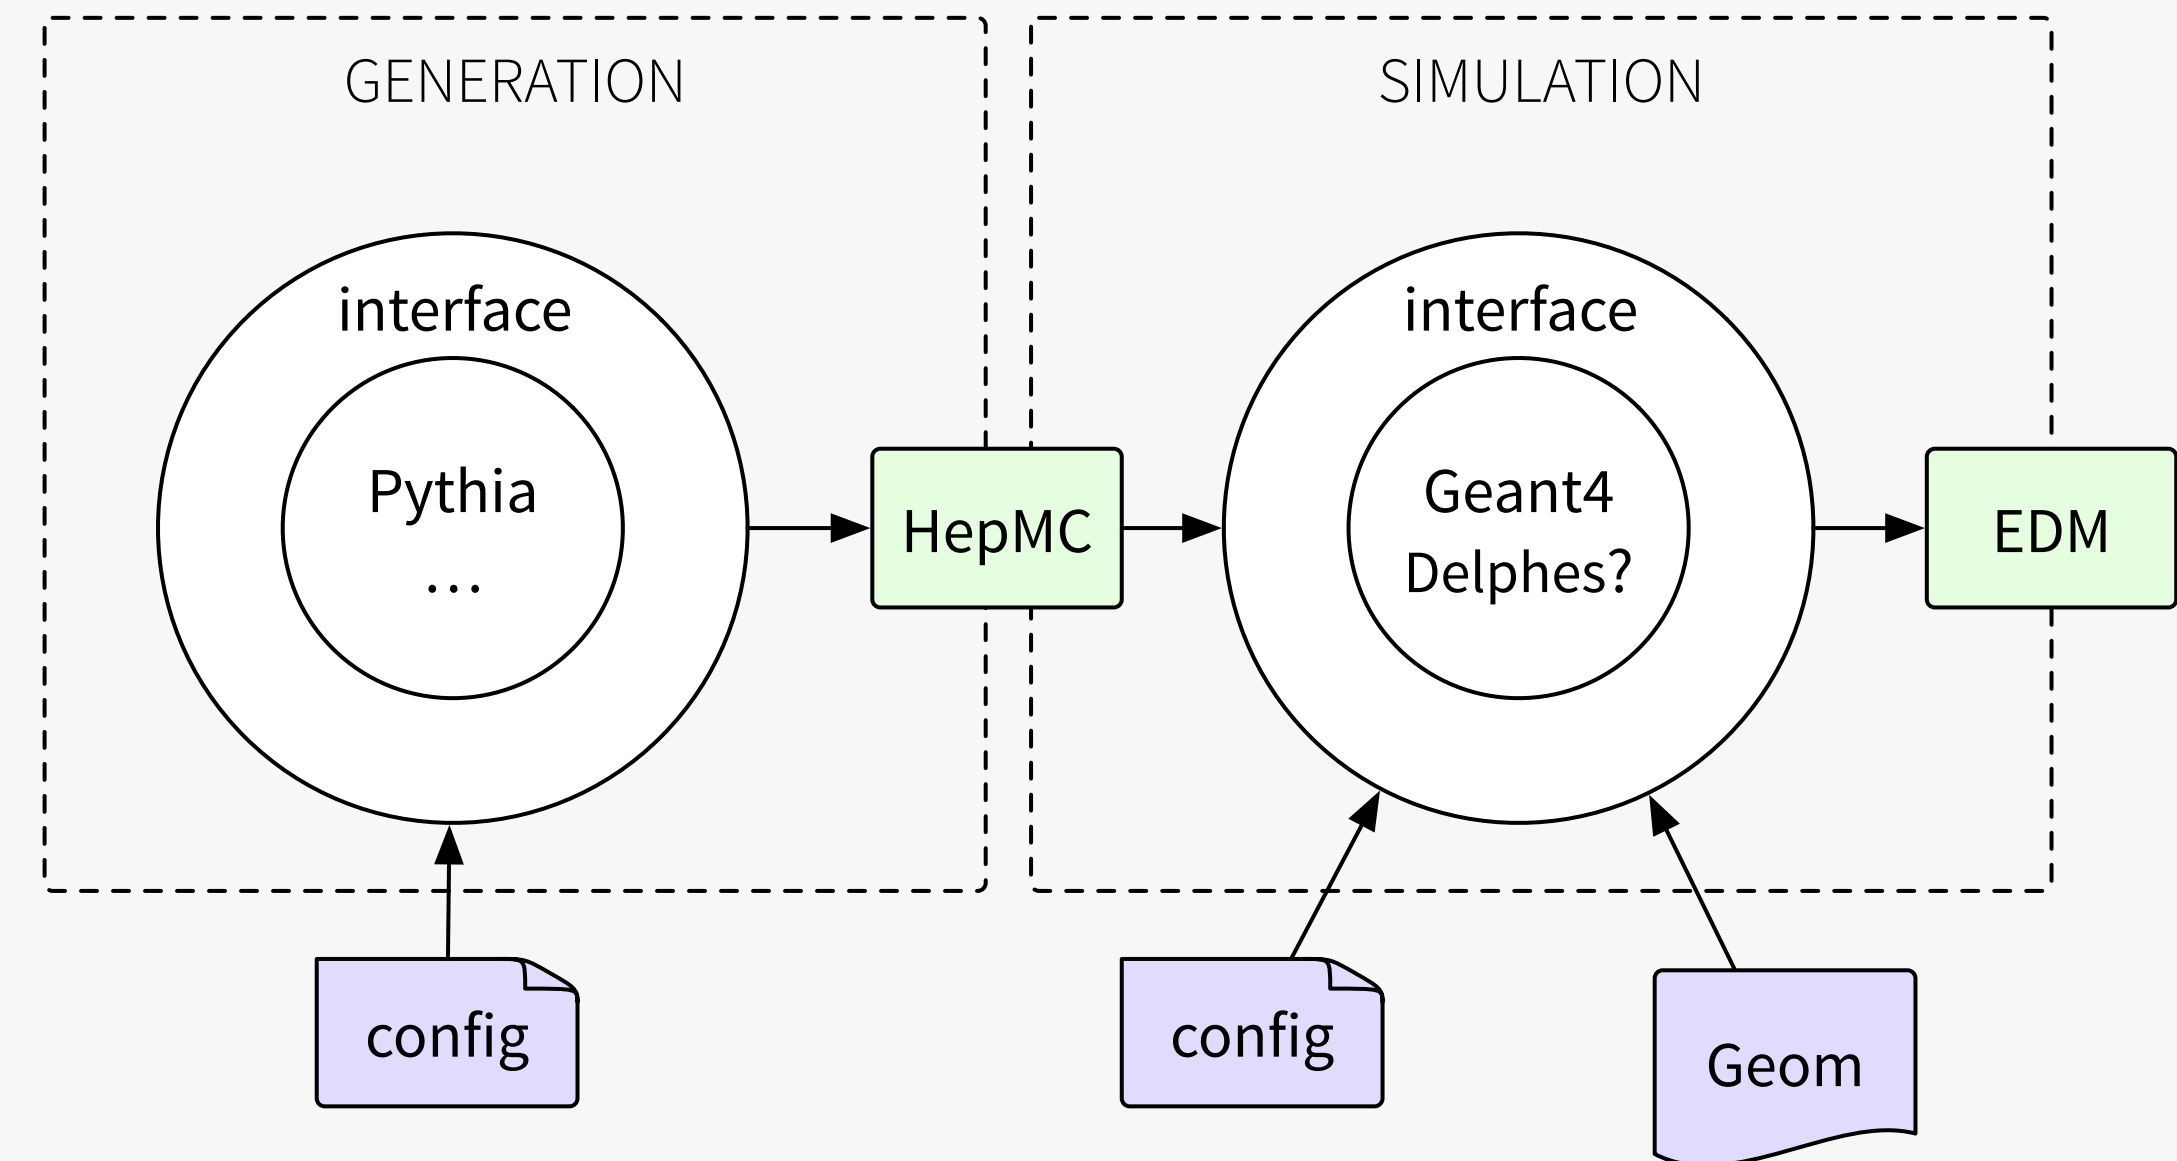 GENERATION
SIMULATION
interface
Pythia
...
HepMC
interface
Geant4
Delphes?
EDM
config
config
Geom